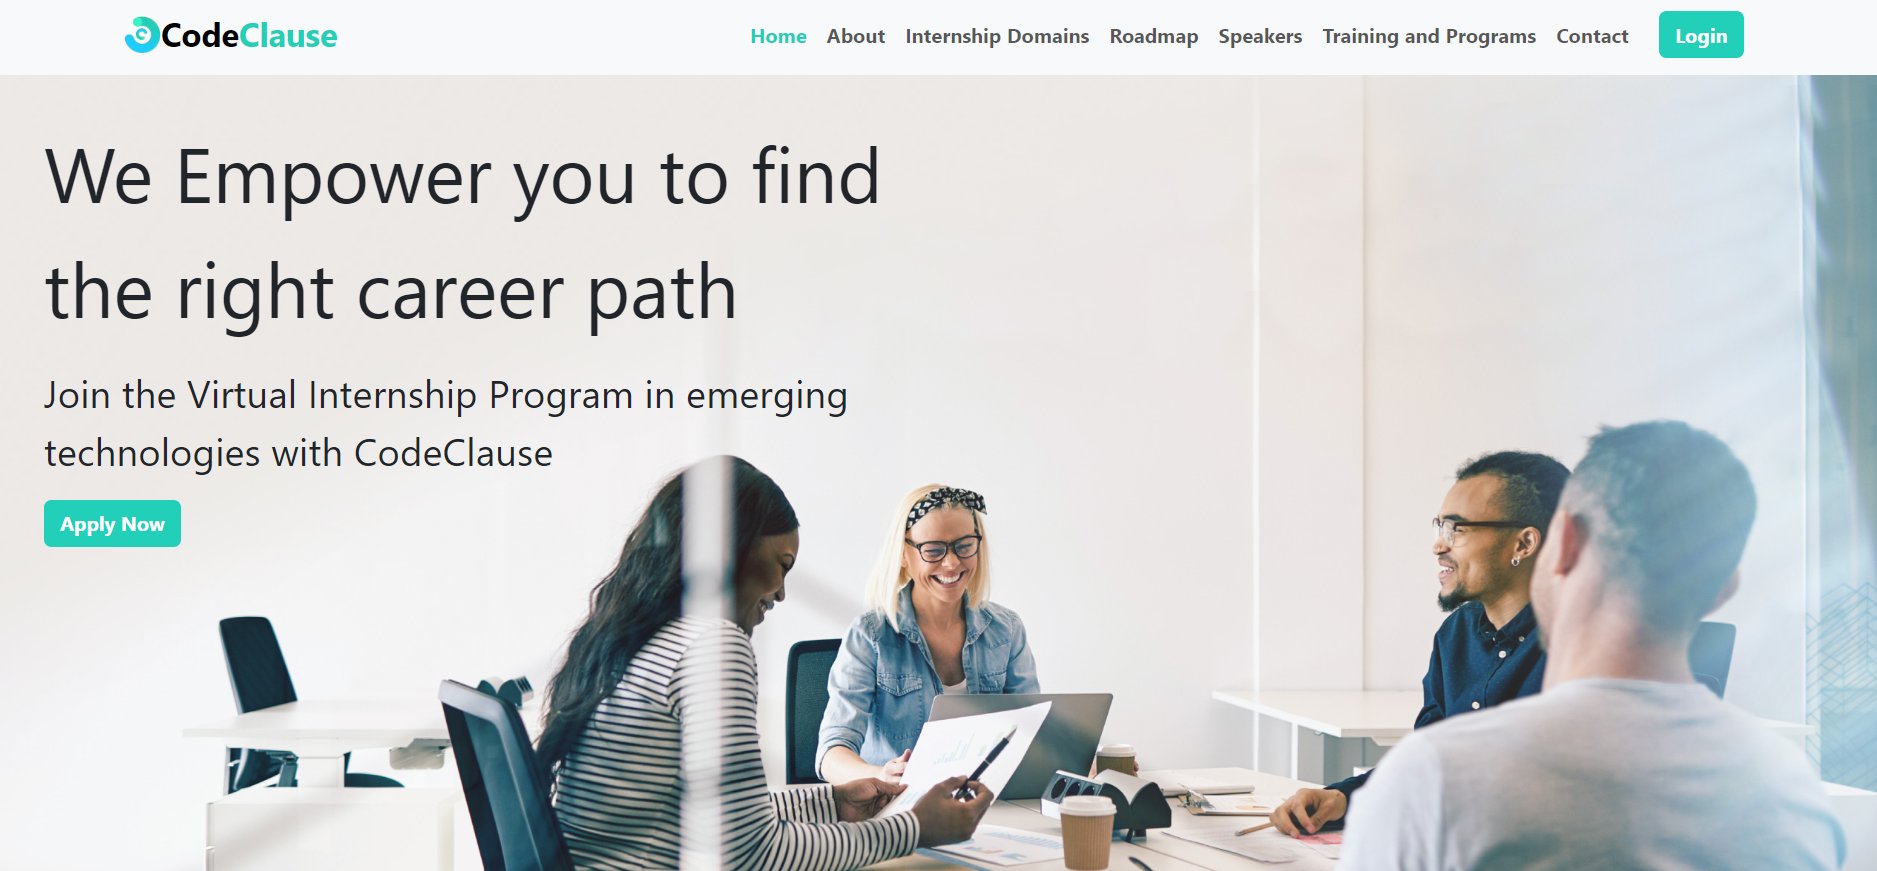 CodeClause
Home About Internship Domains Roadmap Speakers Training and Programs Contact Login
We Empower you to find
the right career path
Join the Virtual Internship Program in emerging
technologies with CodeClause
Apply Now